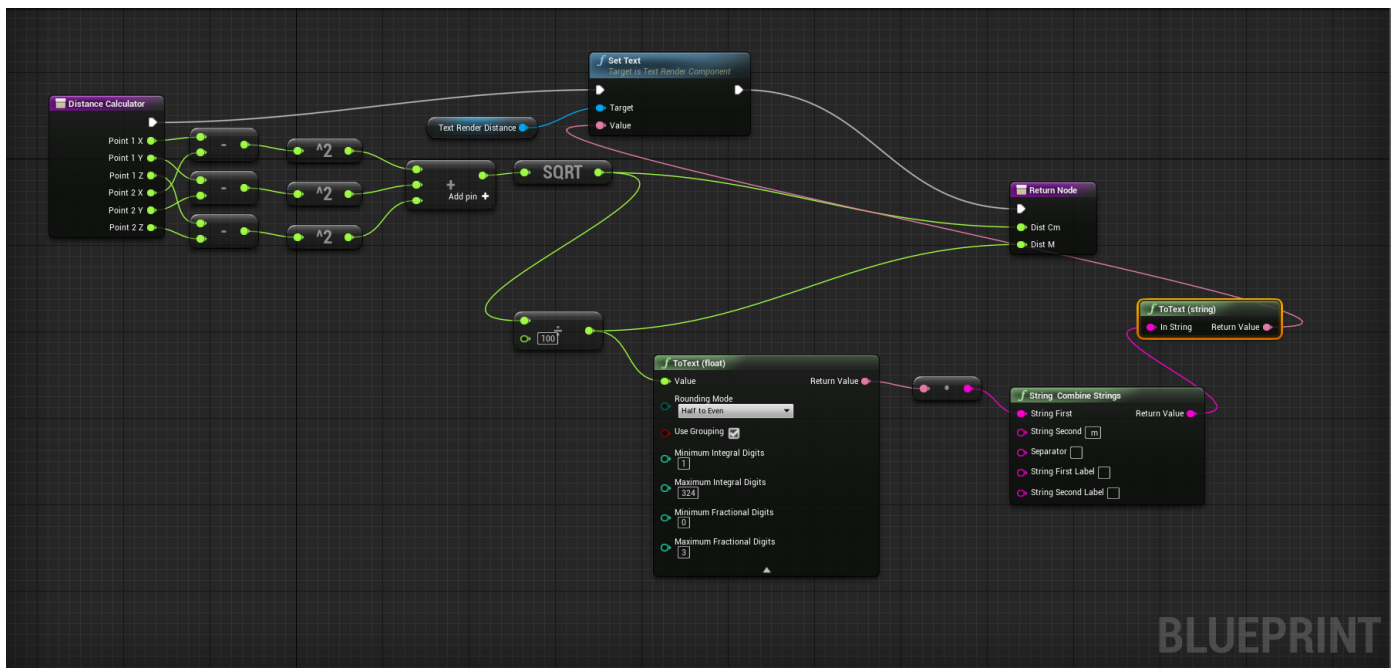 Set Text
Target is Text Render Component
Target
Value
Distance Calculator
Point 1 X
Point 1 Y
Point 1 Z
Point 2 X
Point 2 Y
Point 2 Z
-
-
-
^2
^2
^2
Text Render Distance
+
Add pin +
SQRT
Return Node
Dist Cm
Dist M
÷
100
ToText (string)
In String Return Value
ToText (float)
Value Return Value
Rounding Mode
Half to Even
Use Grouping
Minimum Integral Digits
1
Maximum Integral Digits
324
Minimum Fractional Digits
0
Maximum Fractional Digits
3
String Combine Strings
String First Return Value
String Second m
Separator
String First Label
String Second Label
BLUEPRINT